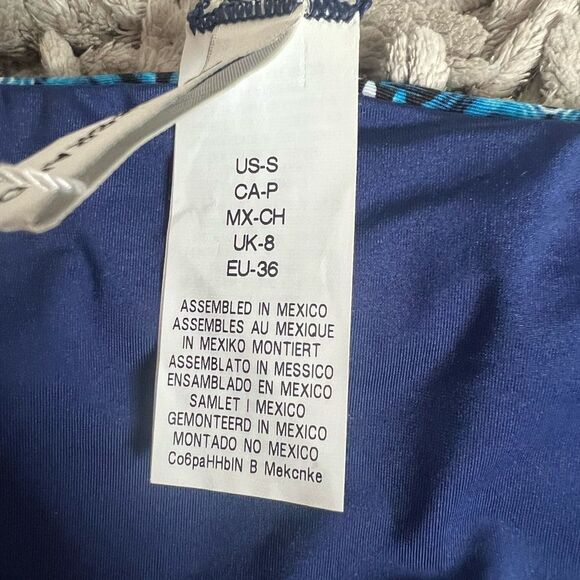 US-S
CA-P
MX-CH
UK-8
EU-36
ASSEMBLED IN MEXICO
ASSEMBLES AU MEXIQUE
IN MEXIKO MONTIERT
ASSEMBLATO IN MESSICO
ENSAMBLADO EN MEXICO
SAMLET I MEXICO
GEMONTEERD IN MEXICO
MONTADO NO MEXICO
Co6paHHbIN B Mekcnke